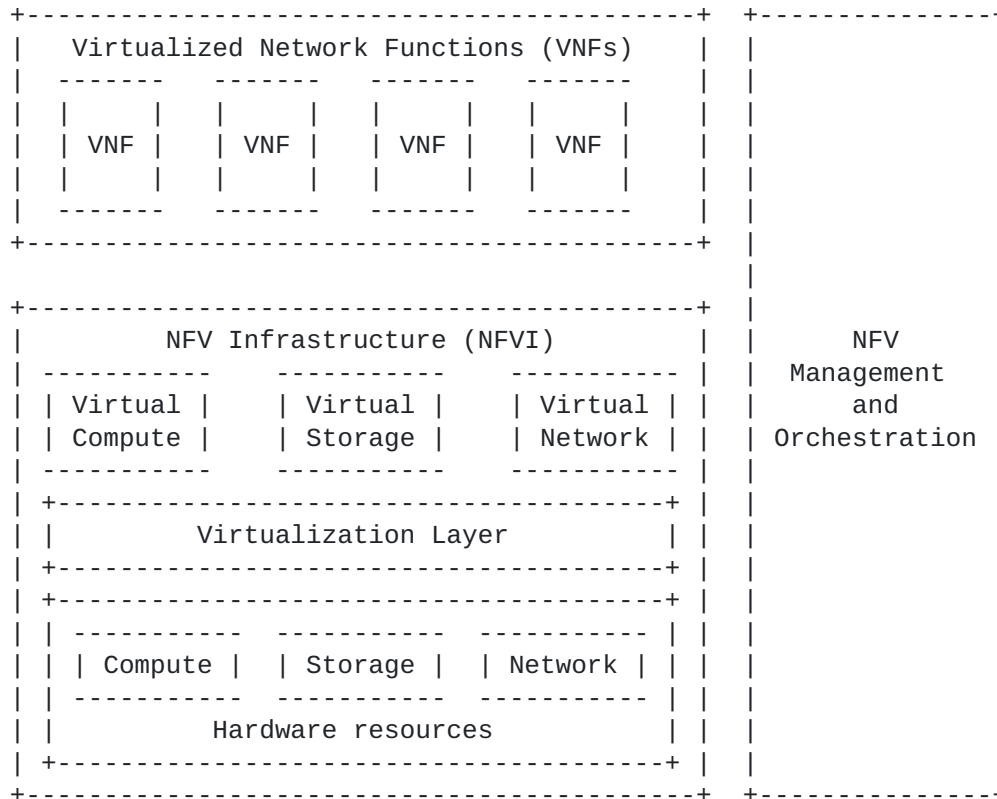 Virtualized Network Functions (VNFs)
VNF VNF VNF VNF
NFV Infrastructure (NFVI)
Virtual Compute
Virtual Storage
Virtual Network
Virtualization Layer
Compute Storage Network
Hardware resources
NFV
Management
and
Orchestration